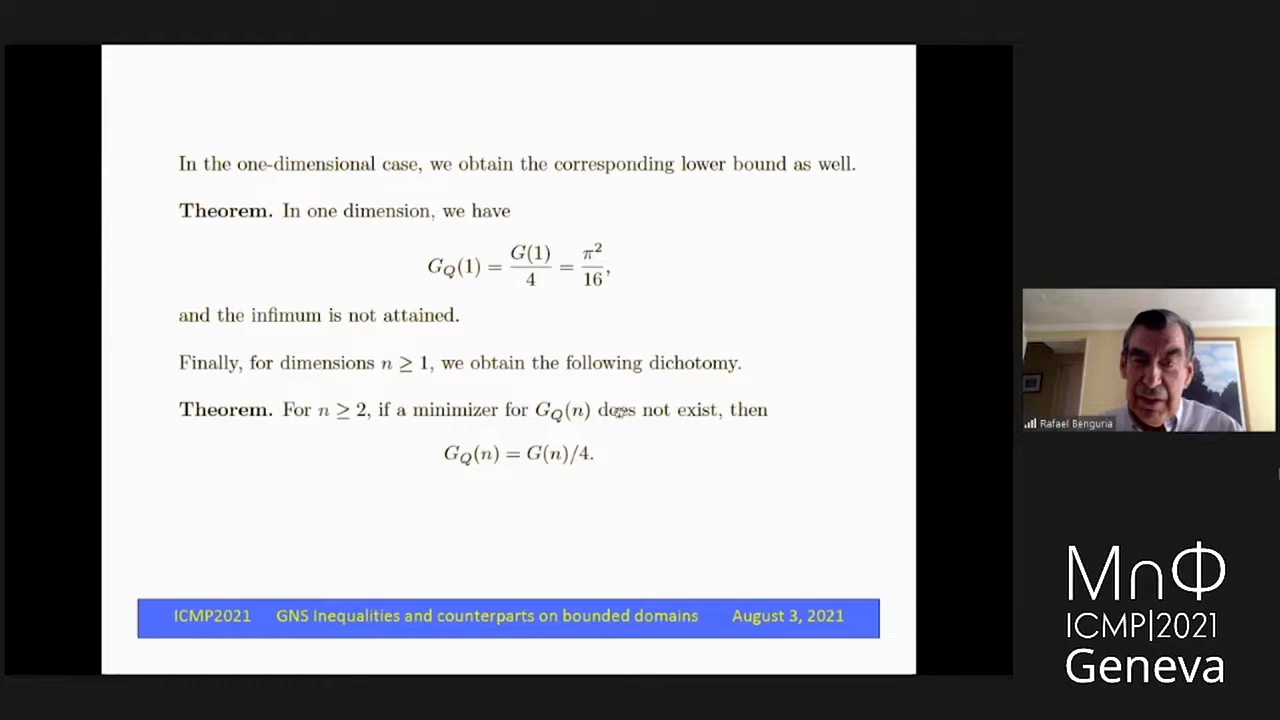 In the one-dimensional case, we obtain the corresponding lower bound as well.
Theorem. In one dimension, we have
G_Q(1) = G(1)/4 = π²/16,
and the infimum is not attained.
Finally, for dimensions n ≥ 1, we obtain the following dichotomy.
Theorem. For n ≥ 2, if a minimizer for G_Q(n) does not exist, then
G_Q(n) = G(n)/4.
ICMP2021 GNS Inequalities and counterparts on bounded domains August 3, 2021
Rafael Benguria
M∩Φ
ICMP|2021
Geneva